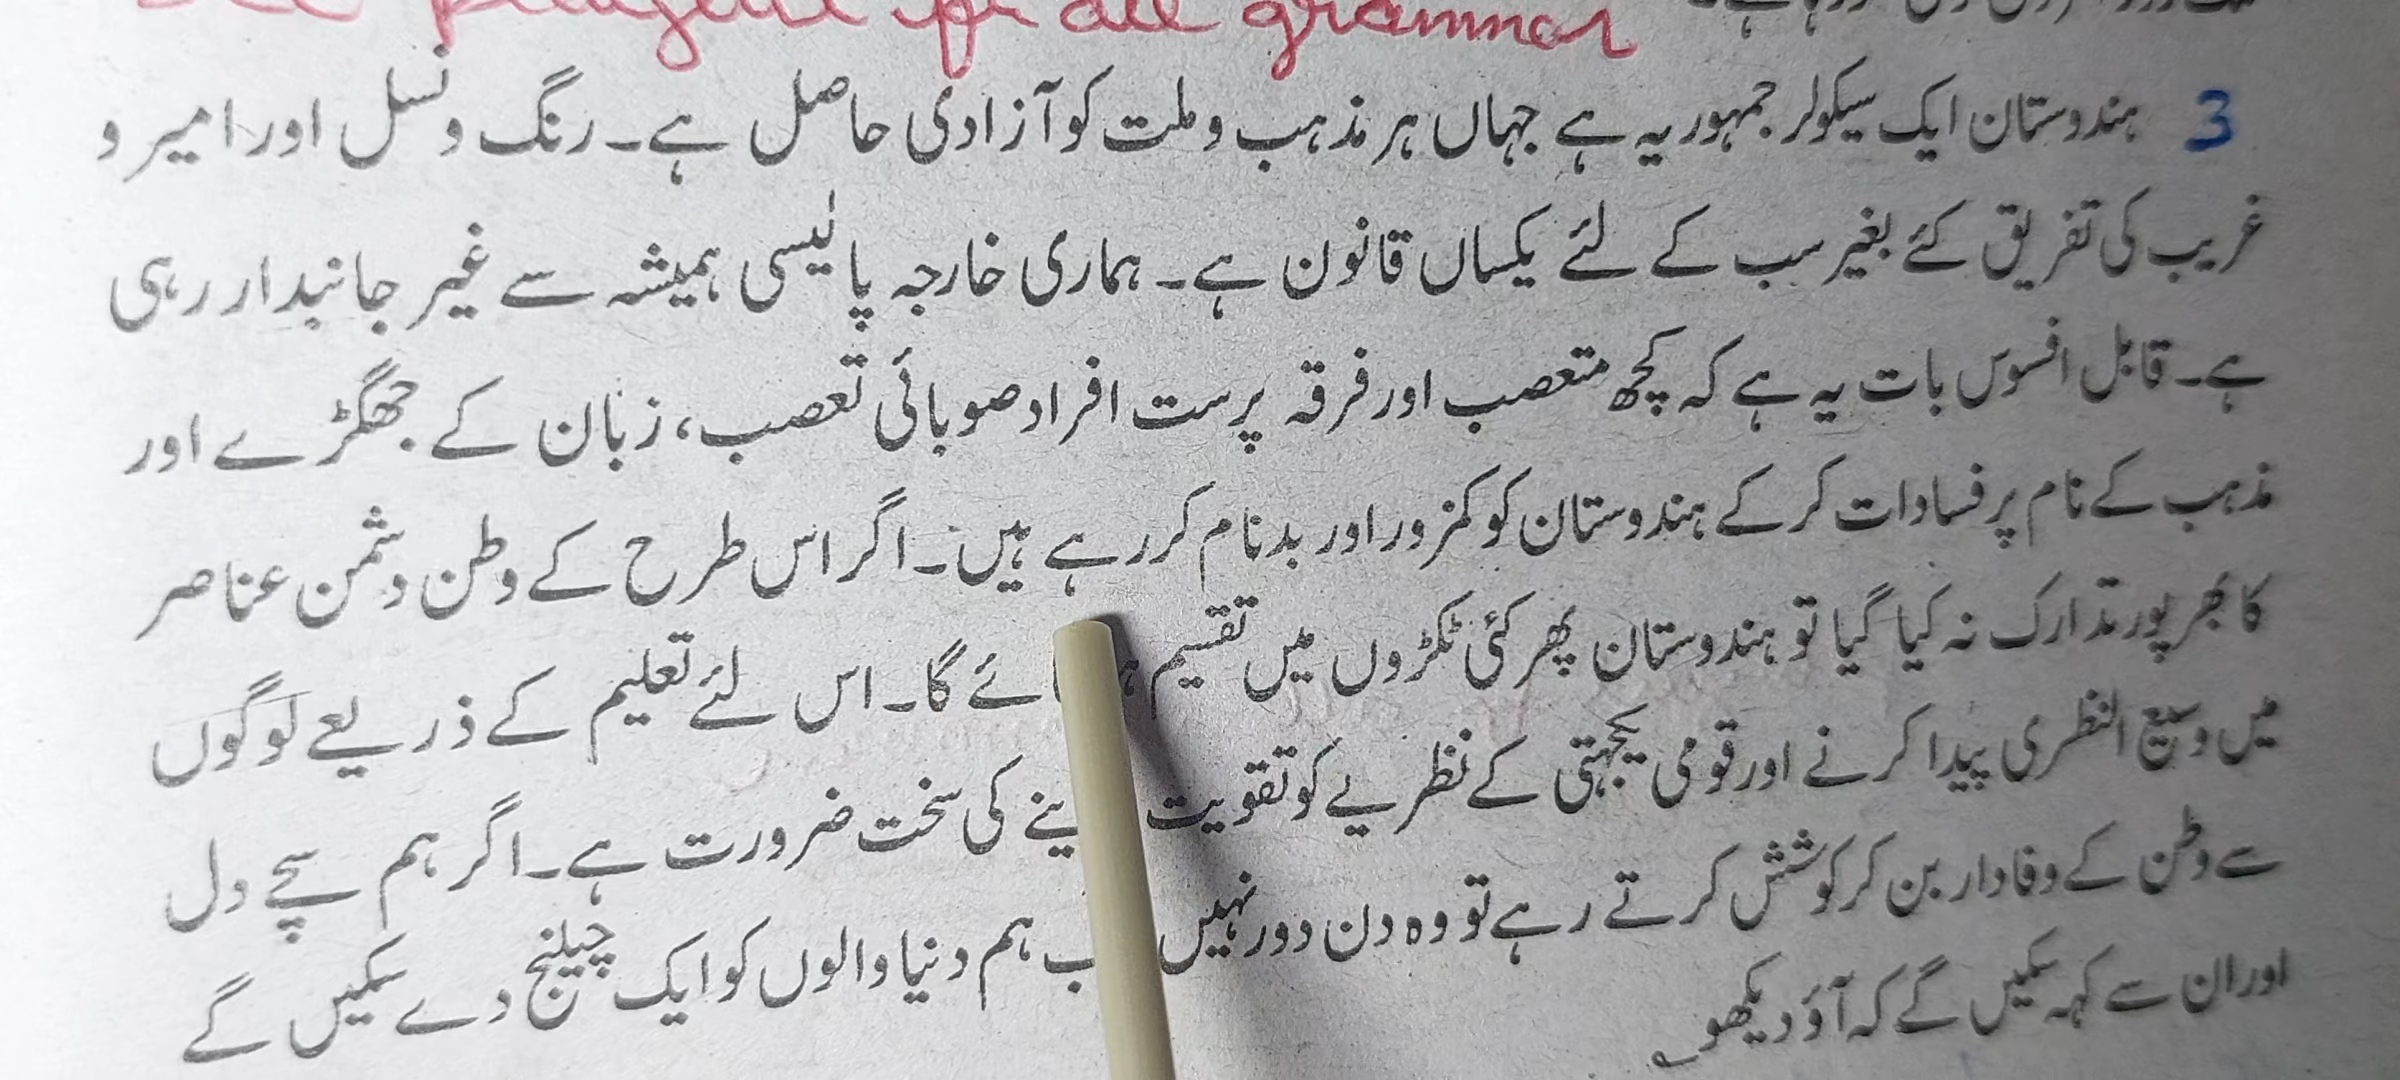 all grammar
3 ہندوستان ایک سیکولر جمہوریہ ہے جہاں ہر مذہب و ملت کو آزادی حاصل ہے۔ رنگ و نسل اور امیر و
غریب کی تفریق کئے بغیر سب کے لئے یکساں قانون ہے۔ ہماری خارجہ پالیسی ہمیشہ سے غیر جانبدار رہی
ہے۔ قابل افسوس بات یہ ہے کہ کچھ متعصب اور فرقہ پرست افراد صوبائی تعصب، زبان کے جھگڑے اور
مذہب کے نام پر فسادات کر کے ہندوستان کو کمزور اور بدنام کر رہے ہیں۔ اگر اس طرح کے وطن دشمن عناصر
کا بھر پور تدارک نہ کیا گیا تو ہندوستان پھر کئی ٹکڑوں میں تقسیم ئے گا۔ اس لئے تعلیم کے ذریعے لوگوں
میں وسیع النظری پیدا کرنے اور قومی یکجہتی کے نظریے کو تقویت ینے کی سخت ضرورت ہے۔ اگر ہم سچے دل
سے وطن کے وفادار بن کر کوشش کرتے رہے تو وہ دن دور نہیں ب ہم دنیا والوں کو ایک چیلنج دے سکیں گے
اور ان سے کہہ سکیں گے کہ آؤ دیکھو